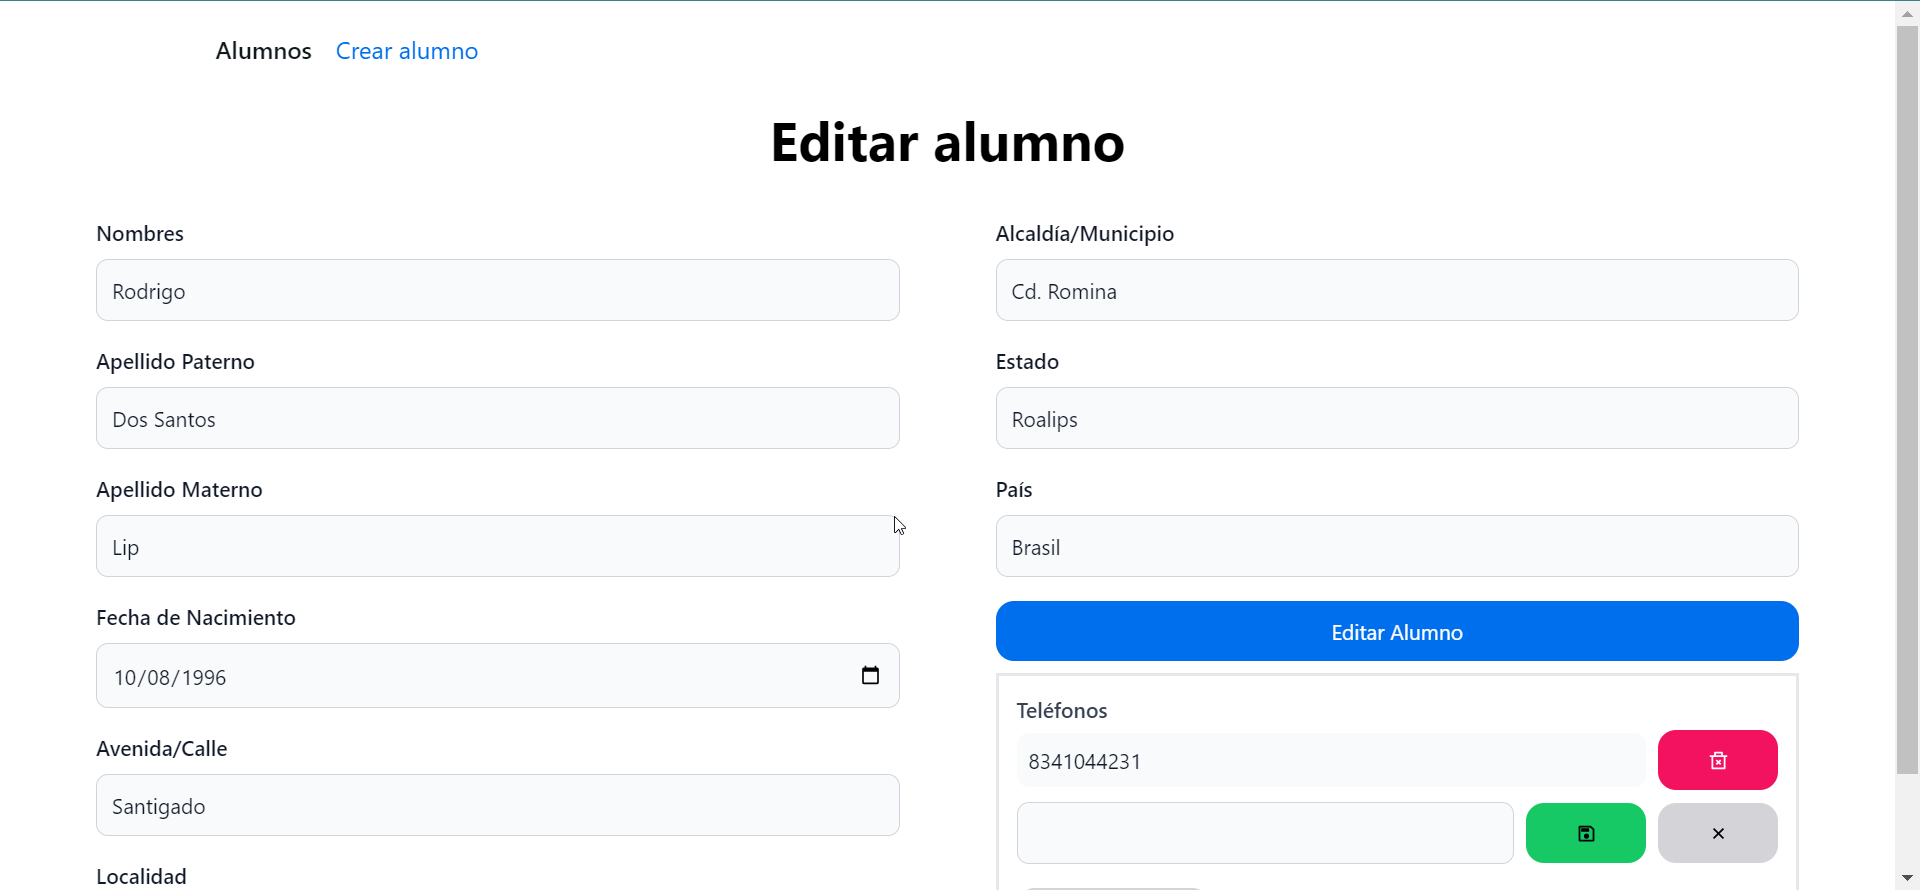 Alumnos Crear alumno
Editar alumno
Nombres
Rodrigo
Apellido Paterno
Dos Santos
Apellido Materno
Lip
Fecha de Nacimiento
10/08/1996
Avenida/Calle
Santigado
Localidad
Alcaldía/Municipio
Cd. Romina
Estado
Roalips
País
Brasil
Editar Alumno
Teléfonos
8341044231